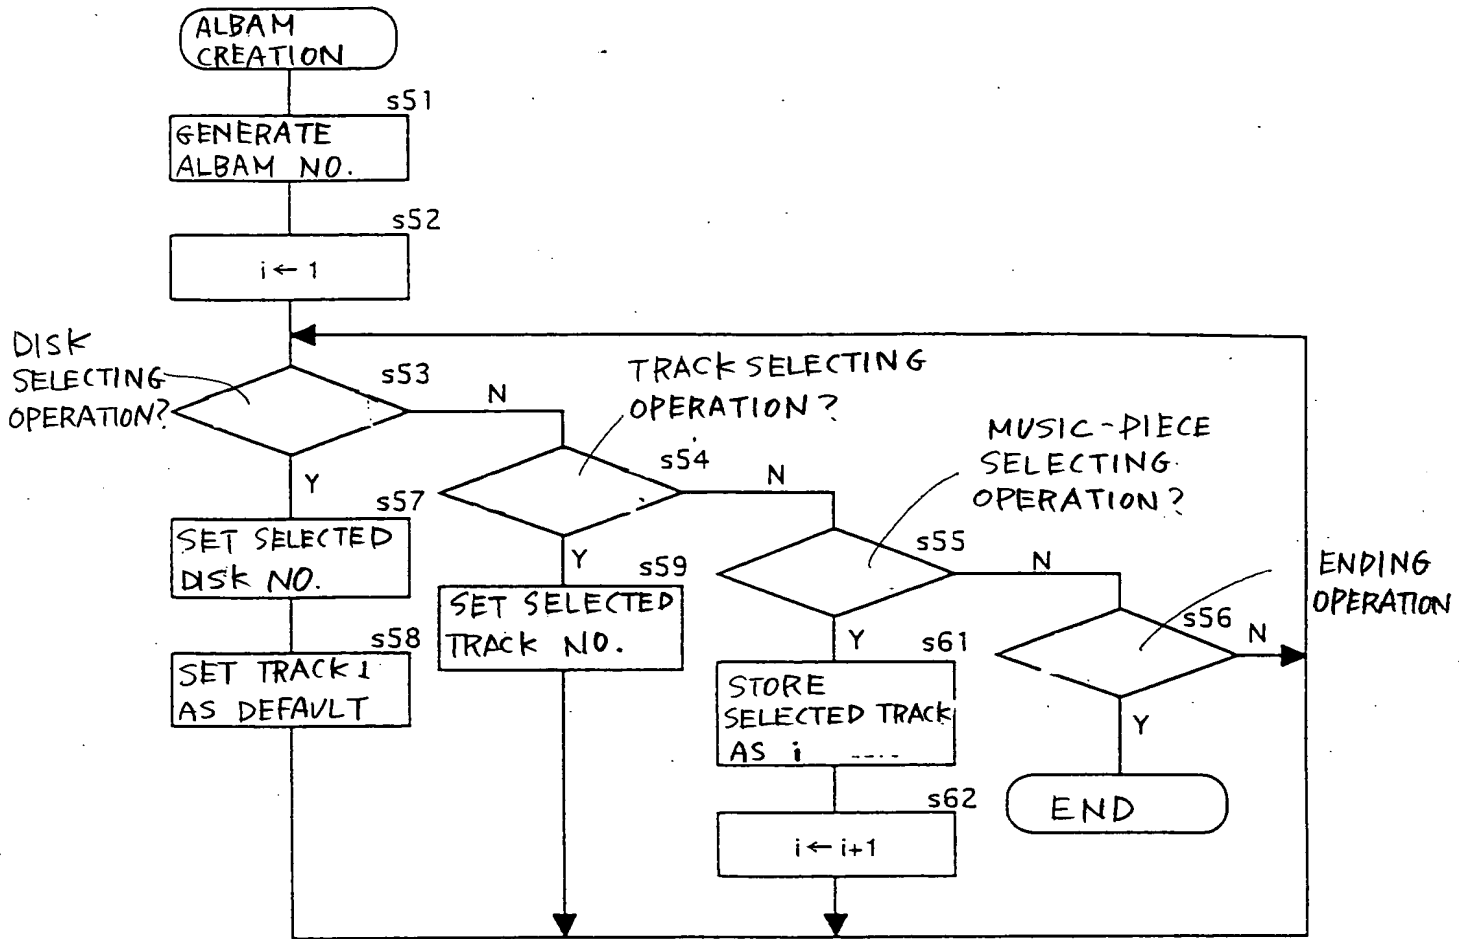 ALBAM
CREATION
s51
GENERATE
ALBAM NO.
s52
i ← 1
DISK
SELECTING
OPERATION?
s53
N
Y
TRACK SELECTING
OPERATION?
s54
N
Y
MUSIC-PIECE
SELECTING
OPERATION?
s55
N
Y
ENDING
OPERATION
s56
N
Y
s57
SET SELECTED
DISK NO.
s58
SET TRACK 1
AS DEFAULT
s59
SET SELECTED
TRACK NO.
s61
STORE
SELECTED TRACK
AS i
s62
i ← i+1
END